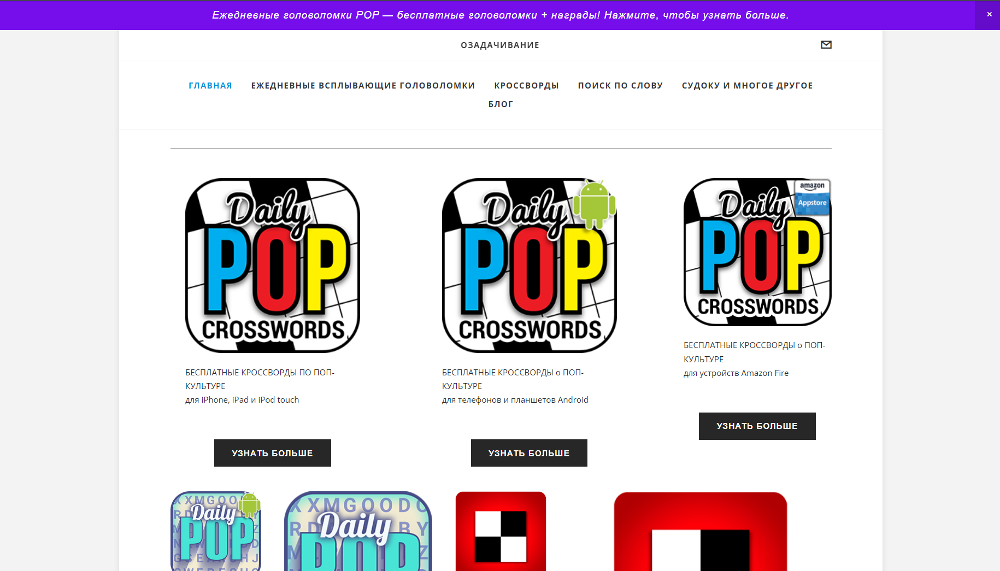 Ежедневные головоломки POP — бесплатные головоломки + награды! Нажмите, чтобы узнать больше.
×
ОЗАДАЧИВАНИЕ
ГЛАВНАЯ ЕЖЕДНЕВНЫЕ ВСПЛЫВАЮЩИЕ ГОЛОВОЛОМКИ КРОССВОРДЫ ПОИСК ПО СЛОВУ СУДОКУ И МНОГОЕ ДРУГОЕ
БЛОГ
Daily
POP
CROSSWORDS
БЕСПЛАТНЫЕ КРОССВОРДЫ ПО ПОП-
КУЛЬТУРЕ
для iPhone, iPad и iPod touch
УЗНАТЬ БОЛЬШЕ
Daily
POP
CROSSWORDS
БЕСПЛАТНЫЕ КРОССВОРДЫ о ПОП-
КУЛЬТУРЕ
для телефонов и планшетов Android
УЗНАТЬ БОЛЬШЕ
amazon
Appstore
Daily
POP
CROSSWORDS
БЕСПЛАТНЫЕ КРОССВОРДЫ о ПОП-
КУЛЬТУРЕ
для устройств Amazon Fire
УЗНАТЬ БОЛЬШЕ
Daily
POP
Daily
POP